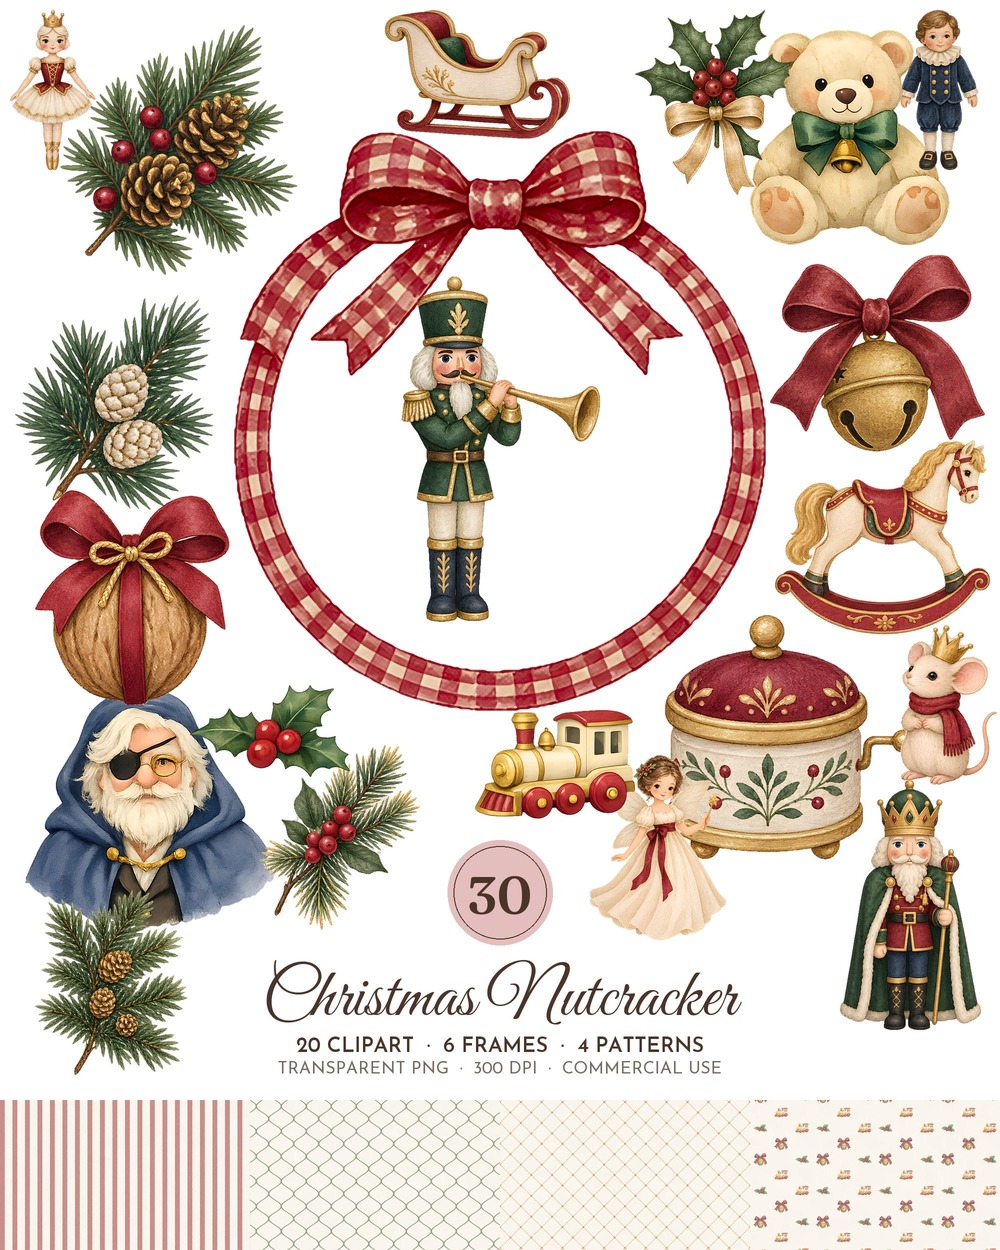 30
Christmas Nutcracker
20 CLIPART · 6 FRAMES · 4 PATTERNS
TRANSPARENT PNG · 300 DPI · COMMERCIAL USE